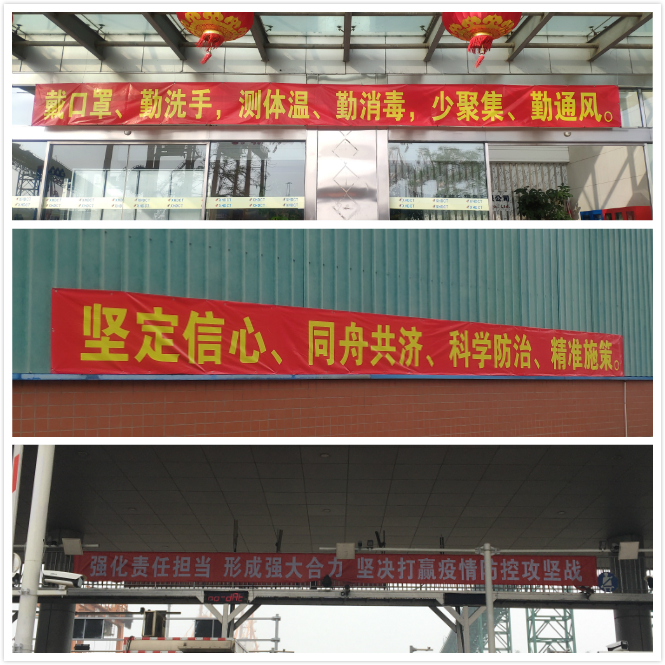 戴口罩、勤洗手，测体温、勤消毒，少聚集、勤通风。
坚定信心、同舟共济、科学防治、精准施策。
强化责任担当 形成强大合力 坚决打赢疫情防控攻坚战